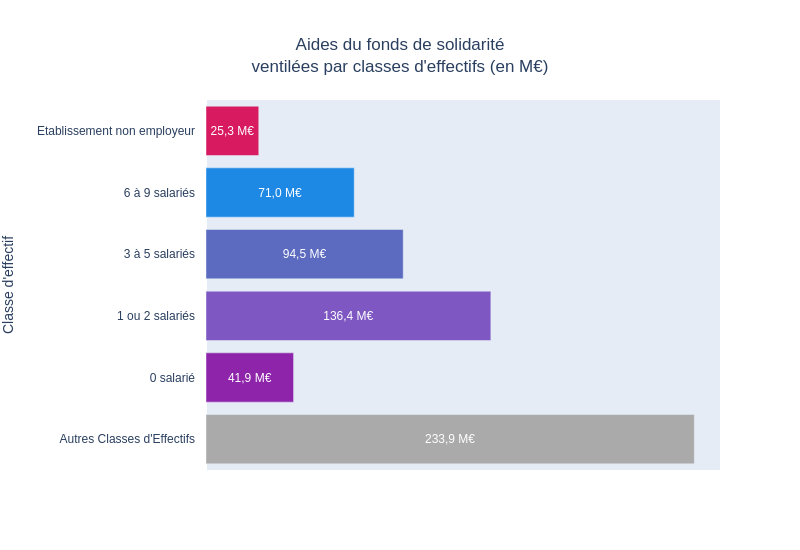 Aides du fonds de solidarité
ventilées par classes d'effectifs (en M€)
Classe d'effectif
Etablissement non employeur
25,3 M€
6 à 9 salariés
71,0 M€
3 à 5 salariés
94,5 M€
1 ou 2 salariés
136,4 M€
0 salarié
41,9 M€
Autres Classes d'Effectifs
233,9 M€